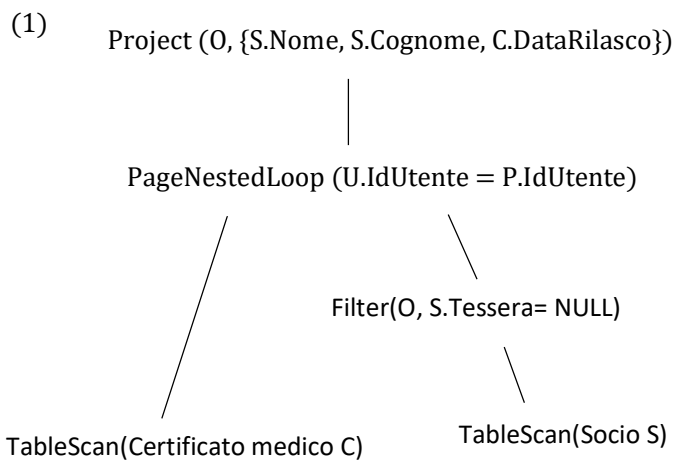 (1)
Project (O, {S.Nome, S.Cognome, C.DataRilasco})
PageNestedLoop (U.IdUtente = P.IdUtente)
Filter(O, S.Tessera= NULL)
TableScan(Certificato medico C)
TableScan(Socio S)